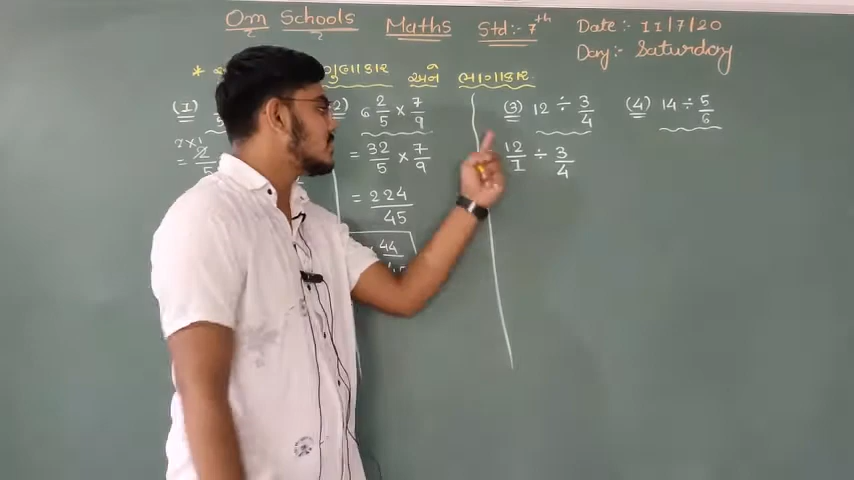 Om Schools Maths Std:- 7th Date:- 11/7/20
Day:- Saturday
* ગુણાકાર અને ભાગાકાર
(1) (2) 6 2/5 × 7/9 (3) 12 ÷ 3/4 (4) 14 ÷ 5/6
= 32/5 × 7/9 12/1 ÷ 3/4
= 224/45
44